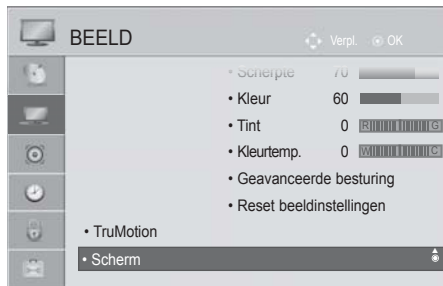 BEELD
Verpl. OK
• Scherpte 70
• Kleur 60
• Tint 0 R G
• Kleurtemp. 0 W C
• Geavanceerde besturing
• Reset beeldinstellingen
• TruMotion
• Scherm